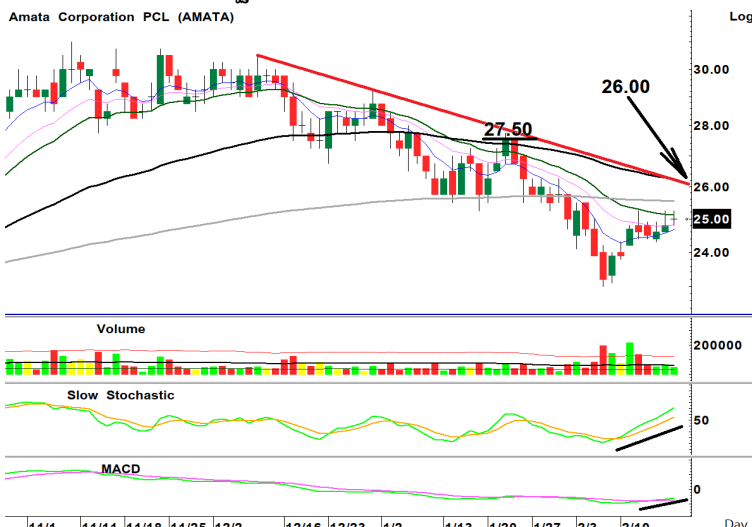 Amata Corporation PCL (AMATA)
Log
30.00
26.00
28.00
27.50
26.00
25.00
24.00
Volume
200000
Slow Stochastic
50
MACD
0
11/1 11/11 11/18 11/25 12/2 12/16 12/23 1/2 1/13 1/20 1/27 2/3 2/10 Day